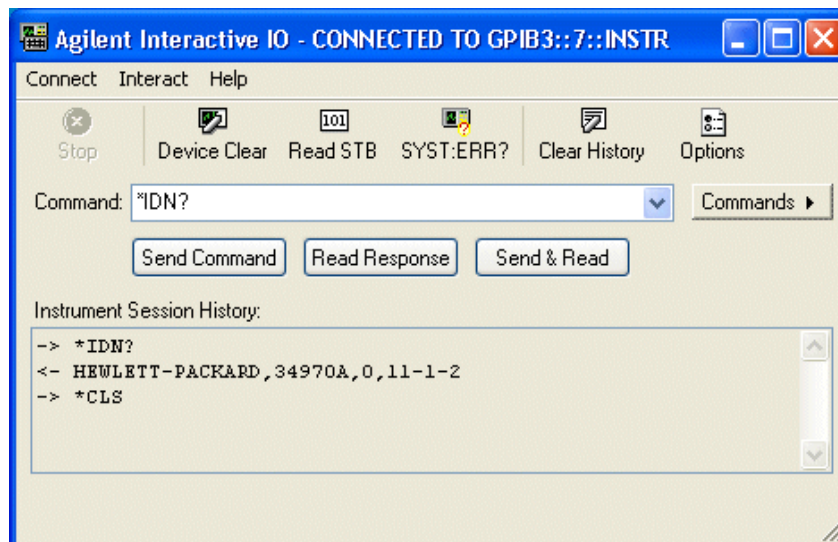 Agilent Interactive IO - CONNECTED TO GPIB3::7::INSTR
Connect Interact Help
101
Stop Device Clear Read STB SYST:ERR? Clear History Options
Command: *IDN? Commands
Send Command Read Response Send & Read
Instrument Session History:
-> *IDN?
<- HEWLETT-PACKARD,34970A,0,11-1-2
-> *CLS